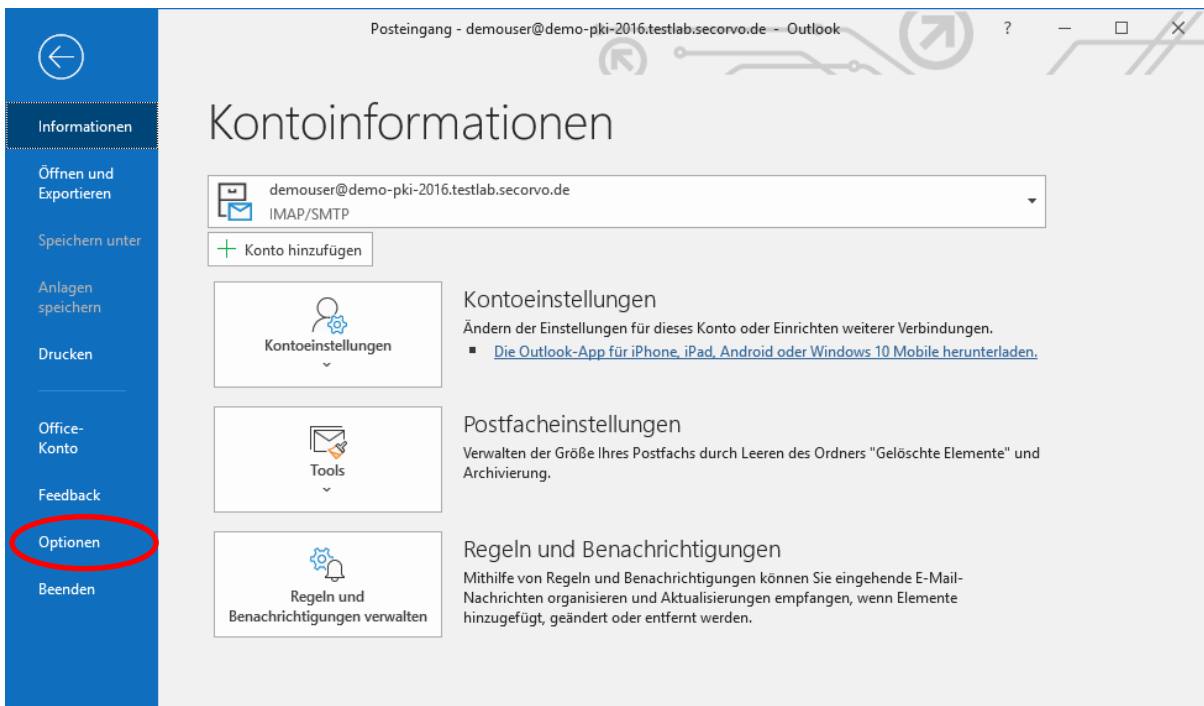 Posteingang - demouser@demo-pki-2016.testlab.secorvo.de - Outlook
?
Informationen
Öffnen und
Exportieren
Speichern unter
Anlagen
speichern
Drucken
Office-
Konto
Feedback
Optionen
Beenden
Kontoinformationen
demouser@demo-pki-2016.testlab.secorvo.de
IMAP/SMTP
Konto hinzufügen
Kontoeinstellungen
Kontoeinstellungen
Ändern der Einstellungen für dieses Konto oder Einrichten weiterer Verbindungen.
Die Outlook-App für iPhone, iPad, Android oder Windows 10 Mobile herunterladen.
Tools
Postfacheinstellungen
Verwalten der Größe Ihres Postfachs durch Leeren des Ordners "Gelöschte Elemente" und
Archivierung.
Regeln und
Benachrichtigungen verwalten
Regeln und Benachrichtigungen
Mithilfe von Regeln und Benachrichtigungen können Sie eingehende E-Mail-
Nachrichten organisieren und Aktualisierungen empfangen, wenn Elemente
hinzugefügt, geändert oder entfernt werden.